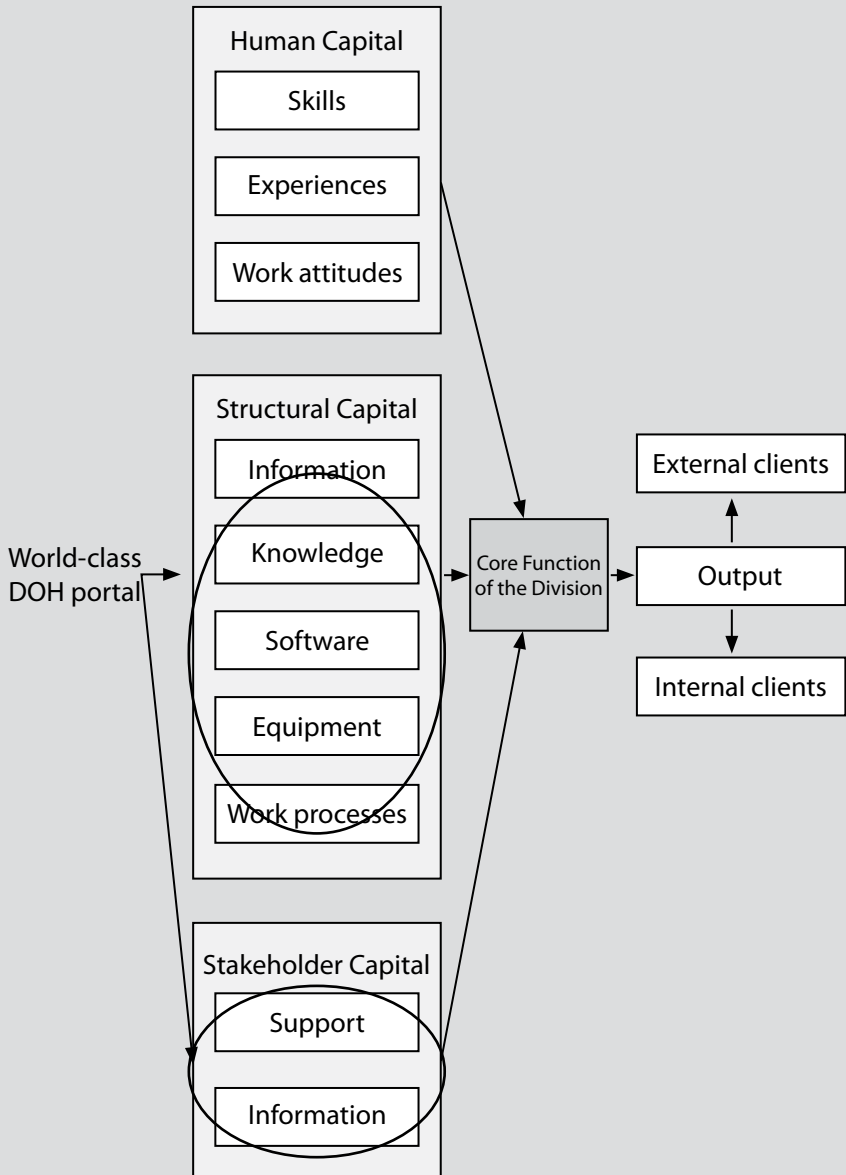 Human Capital
Skills
Experiences
Work attitudes
Structural Capital
Information
Knowledge
Software
Equipment
Work processes
World-class
DOH portal
Core Function
of the Division
External clients
Output
Internal clients
Stakeholder Capital
Support
Information